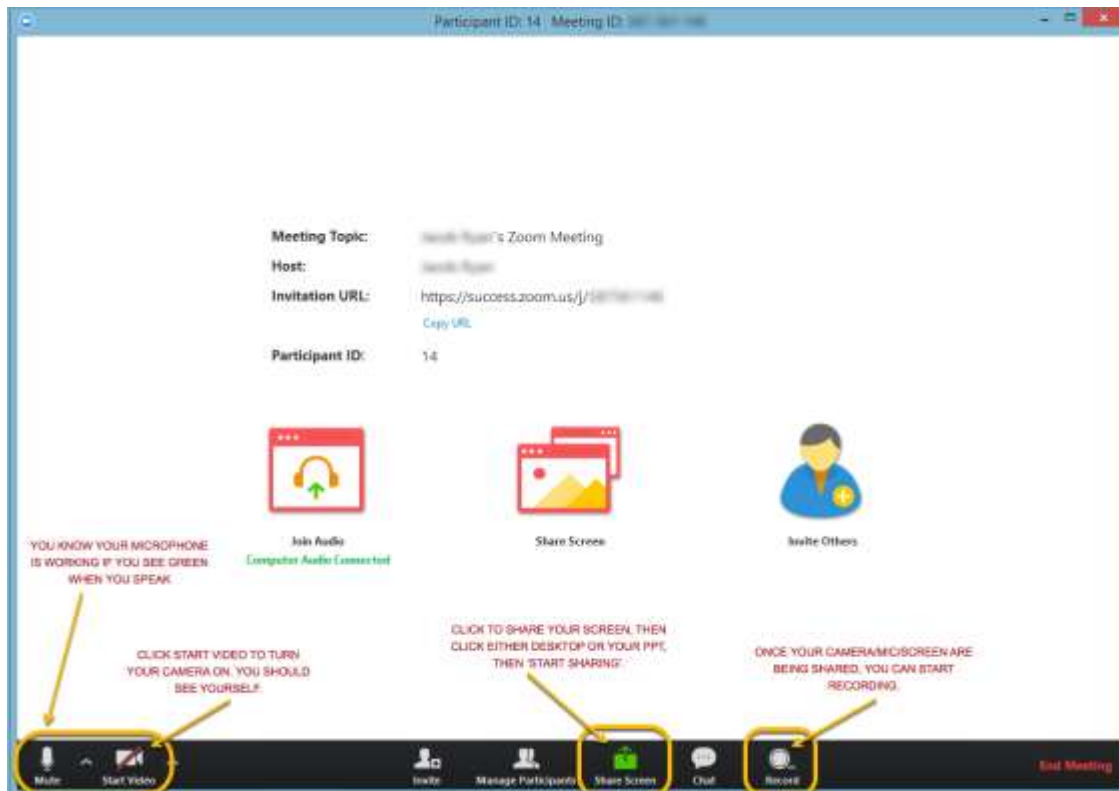 Participant ID: 14 Meeting ID:
Meeting Topic: 's Zoom Meeting
Host:
Invitation URL: https://success.zoom.us/j/
Copy URL
Participant ID: 14
Join Audio
Computer Audio Connected
Share Screen
Invite Others
YOU KNOW YOUR MICROPHONE
IS WORKING IF YOU SEE GREEN
WHEN YOU SPEAK
CLICK START VIDEO TO TURN
YOUR CAMERA ON. YOU SHOULD
SEE YOURSELF.
CLICK TO SHARE YOUR SCREEN, THEN
CLICK EITHER DESKTOP OR YOUR PPT,
THEN 'START SHARING'.
ONCE YOUR CAMERA/MIC/SCREEN ARE
BEING SHARED, YOU CAN START
RECORDING.
Mute
Start Video
Invite
Manage Participants
Share Screen
Chat
Record
End Meeting